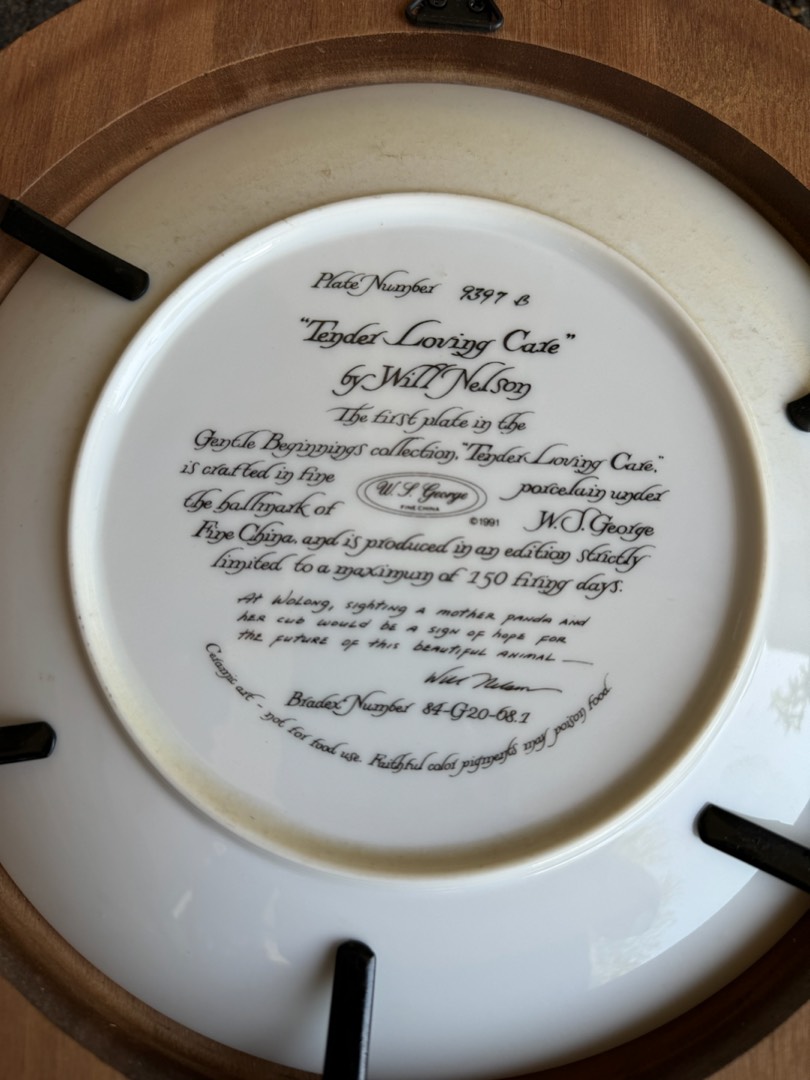 Plate Number 9397 B
"Tender Loving Care"
by Will Nelson
The first plate in the
Gentle Beginnings collection, "Tender Loving Care,"
is crafted in fine porcelain under
W.S. George
FINE CHINA
©1991
the hallmark of W.S. George
Fine China, and is produced in an edition strictly
limited to a maximum of 150 firing days.
At Wolong, sighting a mother panda and
her cub would be a sign of hope for
the future of this beautiful animal —
Will Nelson
Bradex Number 84-G20-68.1
Ceramic art - not for food use. Faithful color pigments may poison food.